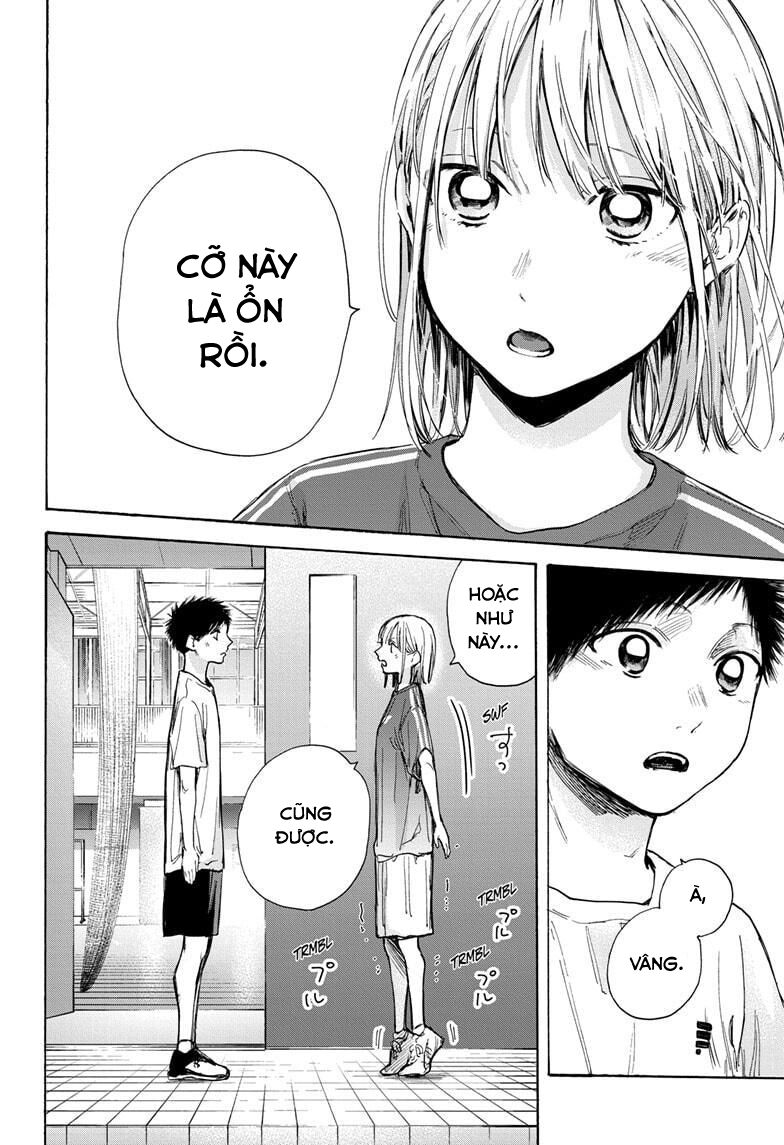 CỠ NÀY
LÀ ỔN
RỒI.
À,
VÂNG.
HOẶC
NHƯ
NÀY...
SWF
すっ
CŨNG
ĐƯỢC.
TRMBL
プル
TRMBL
プル
TRMBL
プル